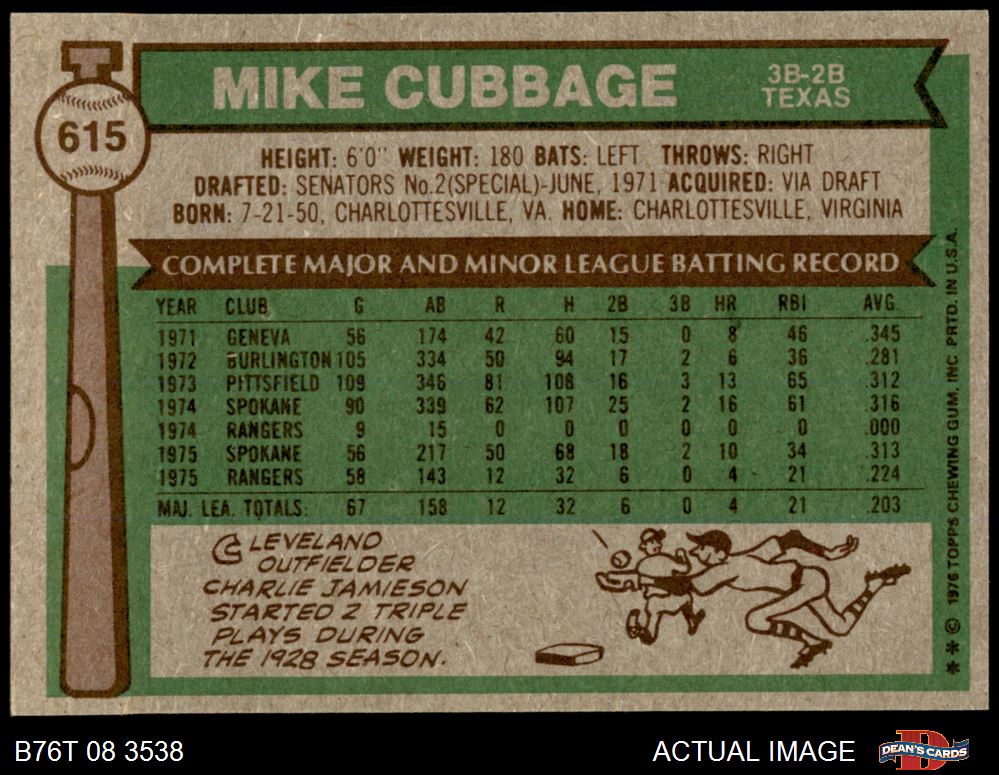 615
MIKE CUBBAGE
3B-2B
TEXAS
HEIGHT: 6'0" WEIGHT: 180 BATS: LEFT THROWS: RIGHT
DRAFTED: SENATORS No.2(SPECIAL)-JUNE, 1971 ACQUIRED: VIA DRAFT
BORN: 7-21-50, CHARLOTTESVILLE, VA. HOME: CHARLOTTESVILLE, VIRGINIA
COMPLETE MAJOR AND MINOR LEAGUE BATTING RECORD
YEAR CLUB G AB R H 2B 3B HR RBI AVG.
1971 GENEVA 56 174 42 60 15 0 8 46 .345
1972 BURLINGTON 105 334 50 94 17 2 6 36 .281
1973 PITTSFIELD 109 346 81 108 16 3 13 65 .312
1974 SPOKANE 90 339 62 107 25 2 16 61 .316
1974 RANGERS 9 15 0 0 0 0 0 0 .000
1975 SPOKANE 56 217 50 68 18 2 10 34 .313
1975 RANGERS 58 143 12 32 6 0 4 21 .224
MAJ. LEA. TOTALS: 67 158 12 32 6 0 4 21 .203
CLEVELAND
OUTFIELDER
CHARLIE JAMIESON
STARTED 2 TRIPLE
PLAYS DURING
THE 1928 SEASON.
* * © 1976 TOPPS CHEWING GUM, INC. PRTD. IN U.S.A.
B76T 08 3538
ACTUAL IMAGE
D
DEAN'S CARDS